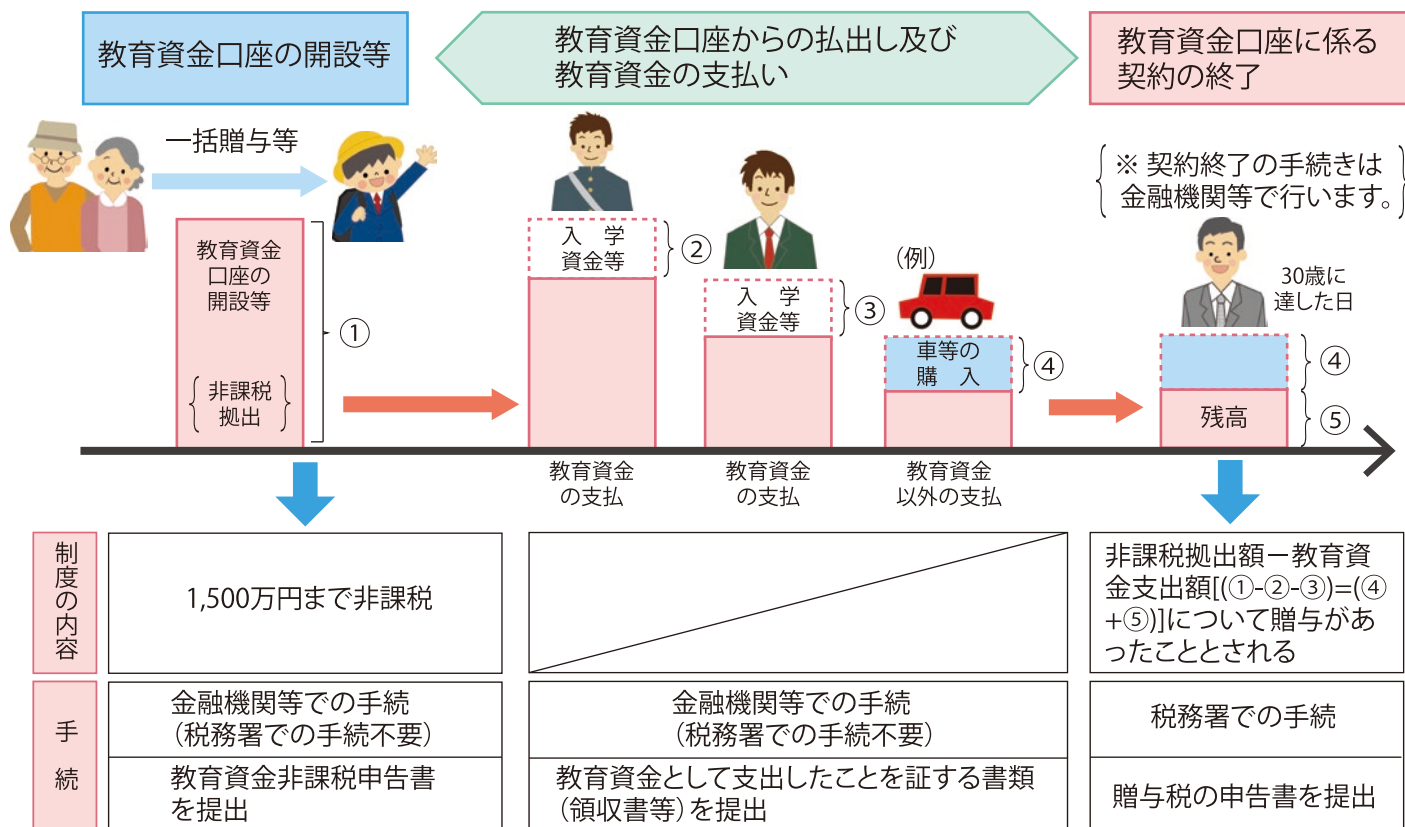 教育資金口座の開設等
教育資金口座からの払出し及び
教育資金の支払い
教育資金口座に係る
契約の終了
一括贈与等
※ 契約終了の手続きは
金融機関等で行います。
教育資金
口座の
開設等
非課税
拠出
①
入 学
資金等
②
入 学
資金等
③
（例）
車等の
購 入
④
30歳に
達した日
④
残高
⑤
教育資金
の支払
教育資金
の支払
教育資金
以外の支払
制度の内容
1,500万円まで非課税
非課税拠出額－教育資
金支出額[(①-②-③)=(④
+⑤)]について贈与があ
ったこととされる
手続
金融機関等での手続
（税務署での手続不要）
金融機関等での手続
（税務署での手続不要）
税務署での手続
教育資金非課税申告書
を提出
教育資金として支出したことを証する書類
（領収書等）を提出
贈与税の申告書を提出